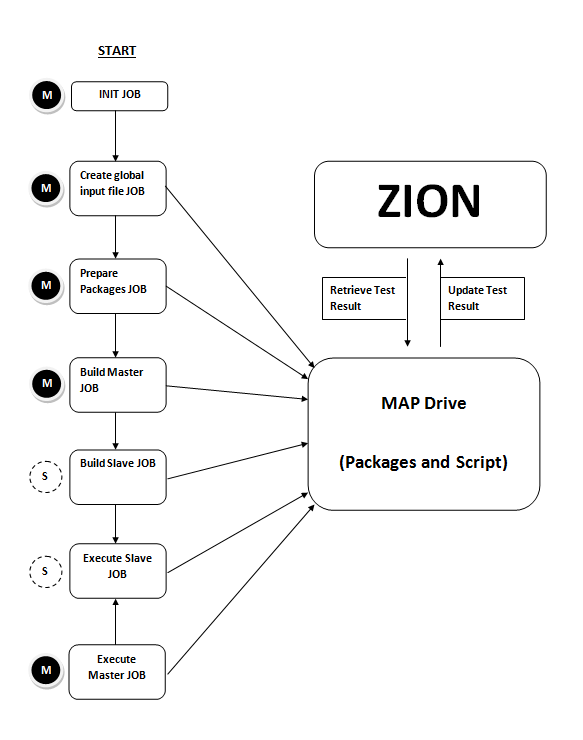 START
M
INIT JOB
M
Create global
input file JOB
ZION
M
Prepare
Packages JOB
Retrieve Test
Result
Update Test
Result
M
Build Master
JOB
MAP Drive
(Packages and Script)
S
Build Slave JOB
S
Execute Slave
JOB
M
Execute
Master JOB